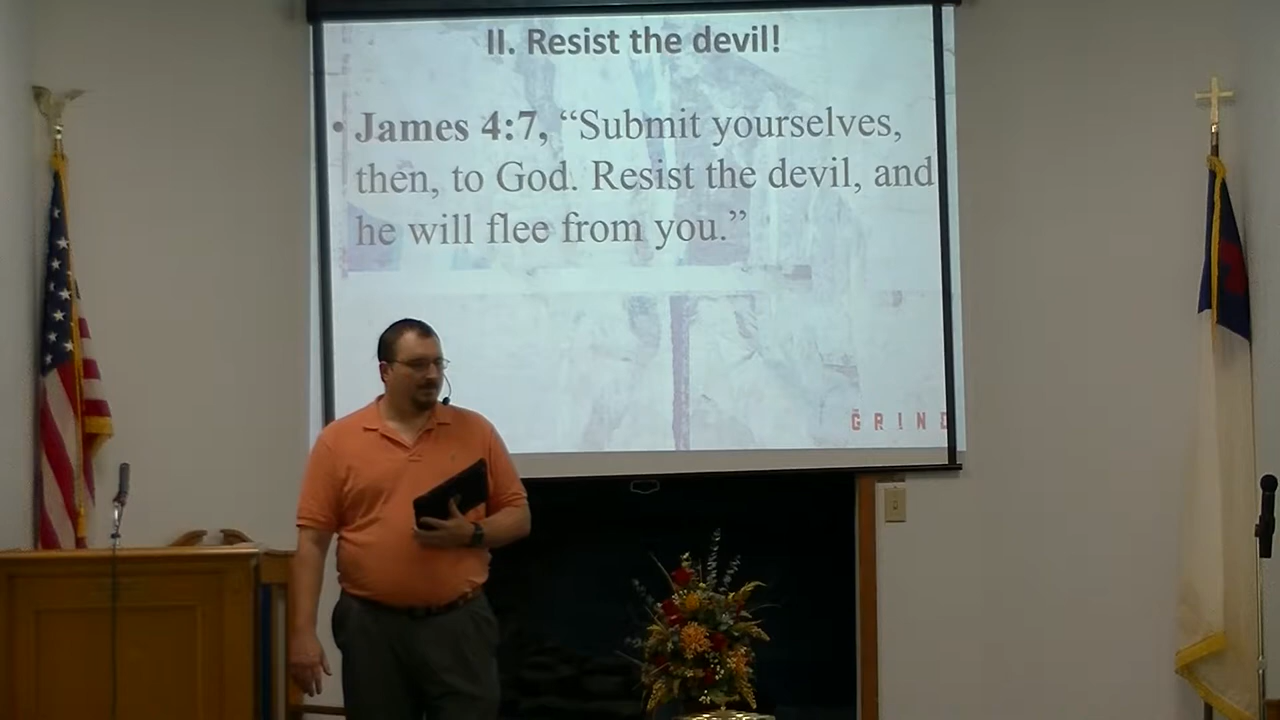 II. Resist the devil!
• James 4:7, “Submit yourselves,
then, to God. Resist the devil, and
he will flee from you.”
GRIND